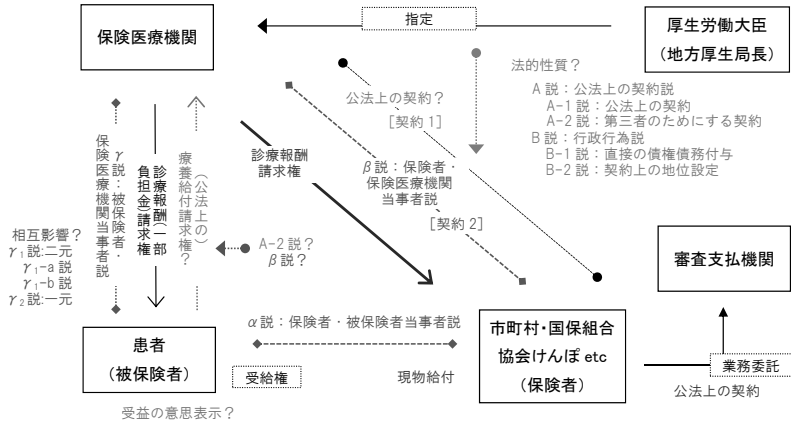 指定
保険医療機関
厚生労働大臣
(地方厚生局長)
法的性質?
A説:公法上の契約説
A-1説:公法上の契約
A-2説:第三者のためにする契約
B説:行政行為説
B-1説:直接の債権債務付与
B-2説:契約上の地位設定
公法上の契約?
[契約1]
診療報酬
請求権
β説:保険者・
保険医療機関
当事者説
[契約2]
γ説:被保険者・
保険医療機関当事者説
診療報酬(一部
負担金)請求権
(公法上の)
療養給付請求権?
相互影響?
γ₁説:二元
γ₁-a説
γ₁-b説
γ₂説:一元
A-2説?
β説?
審査支払機関
α説:保険者・被保険者当事者説
患者
(被保険者)
受給権
現物給付
市町村・国保組合
協会けんぽ etc
(保険者)
業務委託
公法上の契約
受益の意思表示?